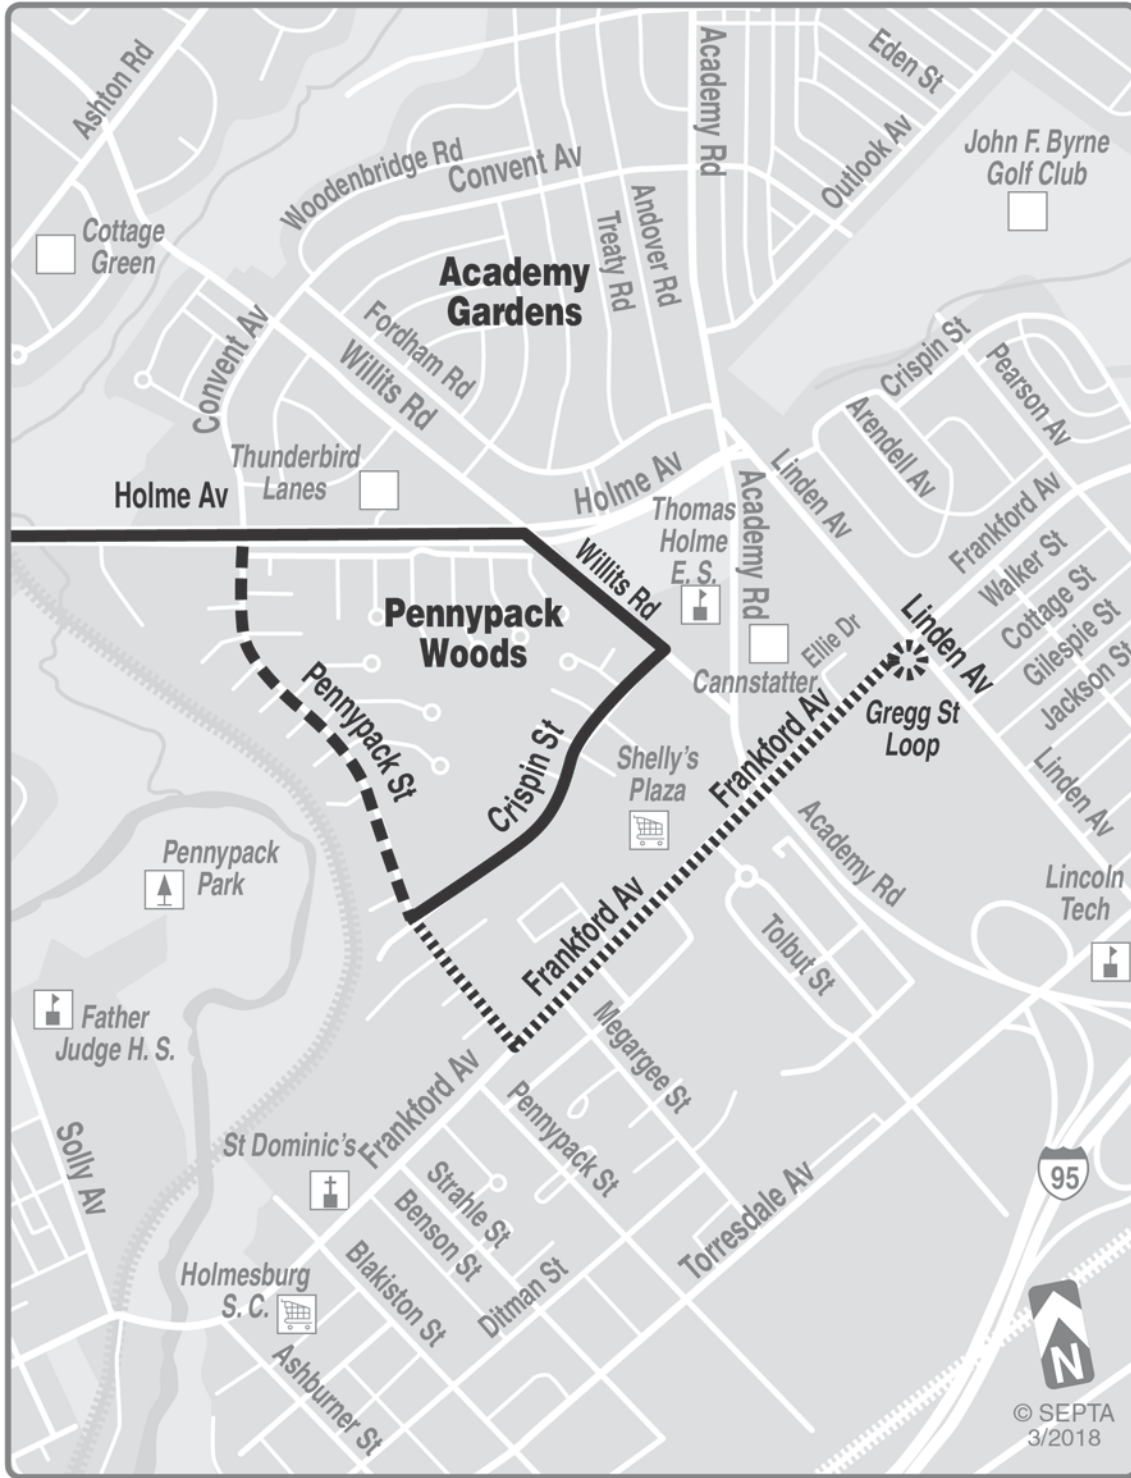 Ashton Rd
Academy Rd
Eden St
Outlook Av
John F. Byrne
Golf Club
Woodenbridge Rd
Convent Av
Andover Rd
Treaty Rd
Cottage
Green
Academy
Gardens
Convent Av
Fordham Rd
Willits Rd
Crispin St
Pearson Av
Arendell Av
Thunderbird
Lanes
Holme Av
Holme Av
Linden Av
Frankford Av
Thomas
Holme
E. S.
Academy Rd
Willits Rd
Walker St
Cottage St
Gilespie St
Jackson St
Pennypack
Woods
Linden Av
Ellie Dr
Cannstatter
Pennypack St
Gregg St
Loop
Frankford Av
Crispin St
Shelly's
Plaza
Linden Av
Academy Rd
Pennypack
Park
Lincoln
Tech
Frankford Av
Tolbut St
Father
Judge H. S.
Megargee St
Frankford Av
Pennypack St
St Dominic's
Solly Av
Strahle St
Benson St
95
Torresdale Av
Blakiston St
Ditman St
Holmesburg
S. C.
Ashburner St
N
© SEPTA
3/2018